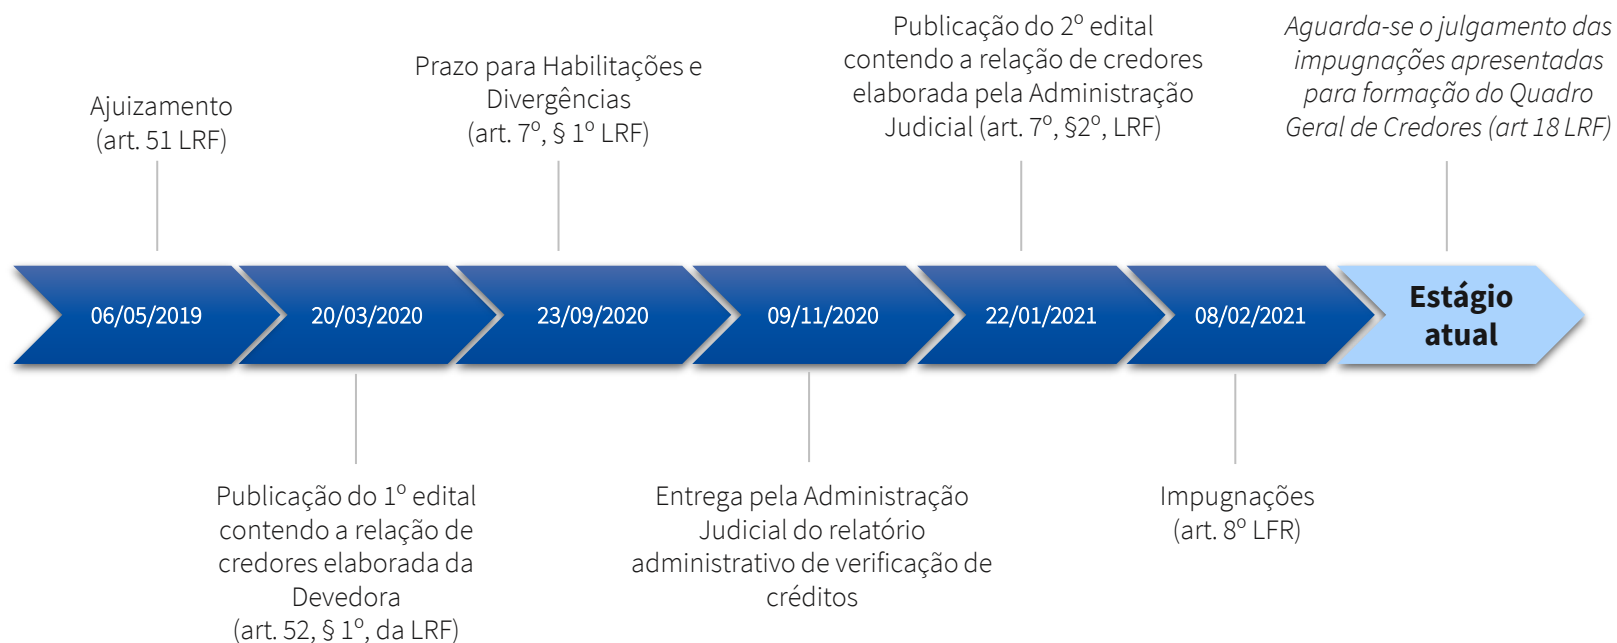 Ajuizamento
(art. 51 LRF)
Prazo para Habilitações e
Divergências
(art. 7º, § 1º LRF)
Publicação do 2º edital
contendo a relação de credores
elaborada pela Administração
Judicial (art. 7º, §2º, LRF)
Aguarda-se o julgamento das
impugnações apresentadas
para formação do Quadro
Geral de Credores (art 18 LRF)
06/05/2019
20/03/2020
23/09/2020
09/11/2020
22/01/2021
08/02/2021
Estágio
atual
Publicação do 1º edital
contendo a relação de
credores elaborada da
Devedora
(art. 52, § 1º, da LRF)
Entrega pela Administração
Judicial do relatório
administrativo de verificação de
créditos
Impugnações
(art. 8º LFR)